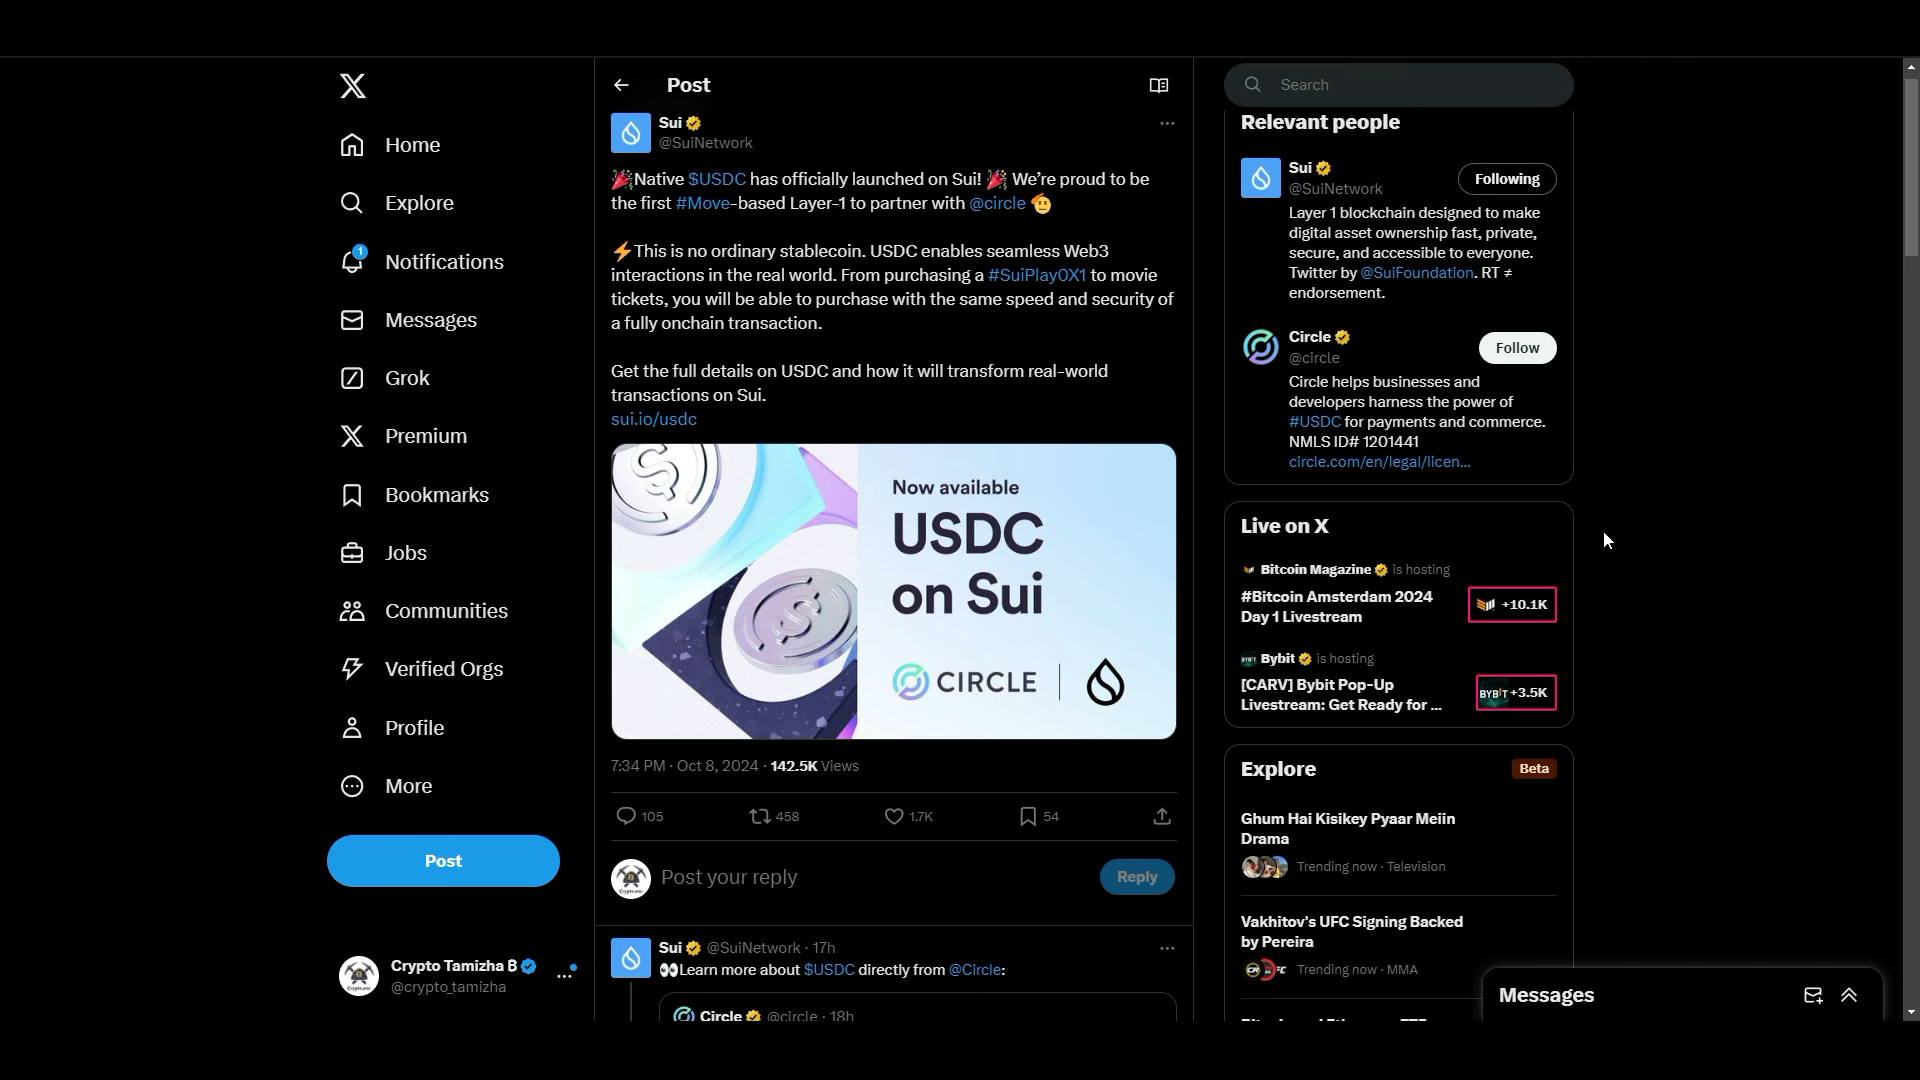 Home
Explore
1
Notifications
Messages
Grok
Premium
Bookmarks
Jobs
Communities
Verified Orgs
Profile
More
Post
Crypto Tamizha ₿
@crypto_tamizha
Post
Sui
@SuiNetwork
🎉Native $USDC has officially launched on Sui! 🎉 We’re proud to be
the first #Move-based Layer-1 to partner with @circle 🫡
⚡This is no ordinary stablecoin. USDC enables seamless Web3
interactions in the real world. From purchasing a #SuiPlay0X1 to movie
tickets, you will be able to purchase with the same speed and security of
a fully onchain transaction.
Get the full details on USDC and how it will transform real-world
transactions on Sui.
sui.io/usdc
Now available
USDC
on Sui
CIRCLE
7:34 PM · Oct 8, 2024 · 142.5K Views
105 458 1.7K 54
Post your reply
Reply
Sui @SuiNetwork · 17h
👀Learn more about $USDC directly from @Circle:
Circle @circle · 18h
Search
Relevant people
Sui
@SuiNetwork
Following
Layer 1 blockchain designed to make
digital asset ownership fast, private,
secure, and accessible to everyone.
Twitter by @SuiFoundation. RT ≠
endorsement.
Circle
@circle
Follow
Circle helps businesses and
developers harness the power of
#USDC for payments and commerce.
NMLS ID# 1201441
circle.com/en/legal/licen...
Live on X
Bitcoin Magazine is hosting
#Bitcoin Amsterdam 2024
Day 1 Livestream
+10.1K
Bybit is hosting
[CARV] Bybit Pop-Up
Livestream: Get Ready for ...
BYBIT +3.5K
Explore
Beta
Ghum Hai Kisikey Pyaar Meiin
Drama
Trending now · Television
Vakhitov's UFC Signing Backed
by Pereira
Trending now · MMA
Messages